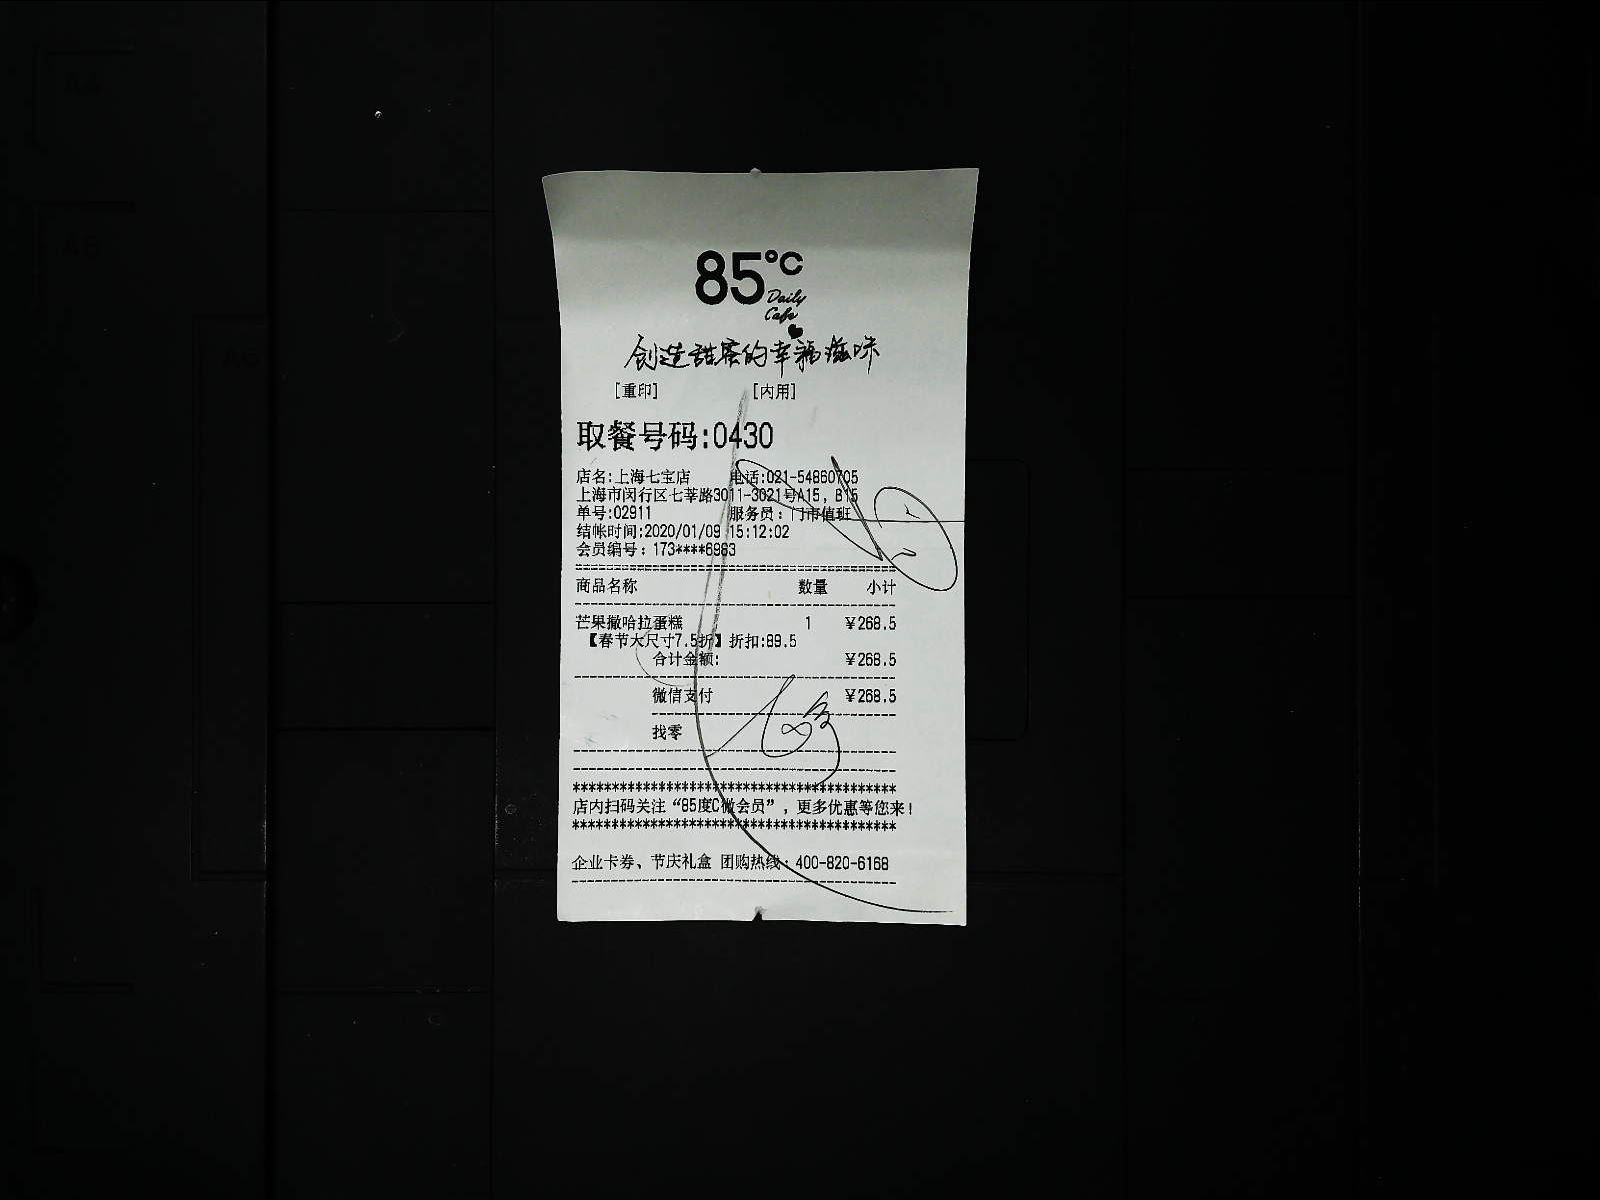 85°C
Daily
Cafe
创造甜蜜的幸福滋味
[重印] [内用]
取餐号码:0430
店名:上海七宝店 电话:021-54860705
上海市闵行区七莘路3011-3021号A15, B15
单号:02911 服务员:门市值班
结帐时间:2020/01/09 15:12:02
会员编号:173****6983
商品名称 数量 小计
芒果撒哈拉蛋糕 1 ¥268.5
【春节大尺寸7.5折】折扣:89.5
合计金额: ¥268.5
微信支付 ¥268.5
找零
****************************************
店内扫码关注“85度C微会员”,更多优惠等您来!
****************************************
企业卡券、节庆礼盒 团购热线:400-820-6168